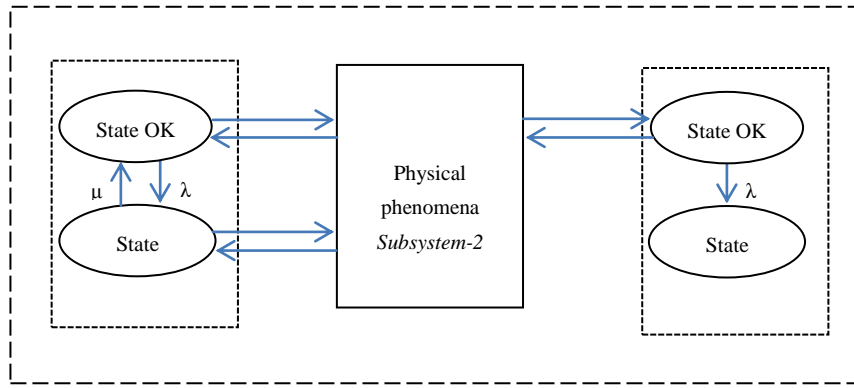 State OK
μ
λ
State
Physical
phenomena
Subsystem-2
State OK
λ
State